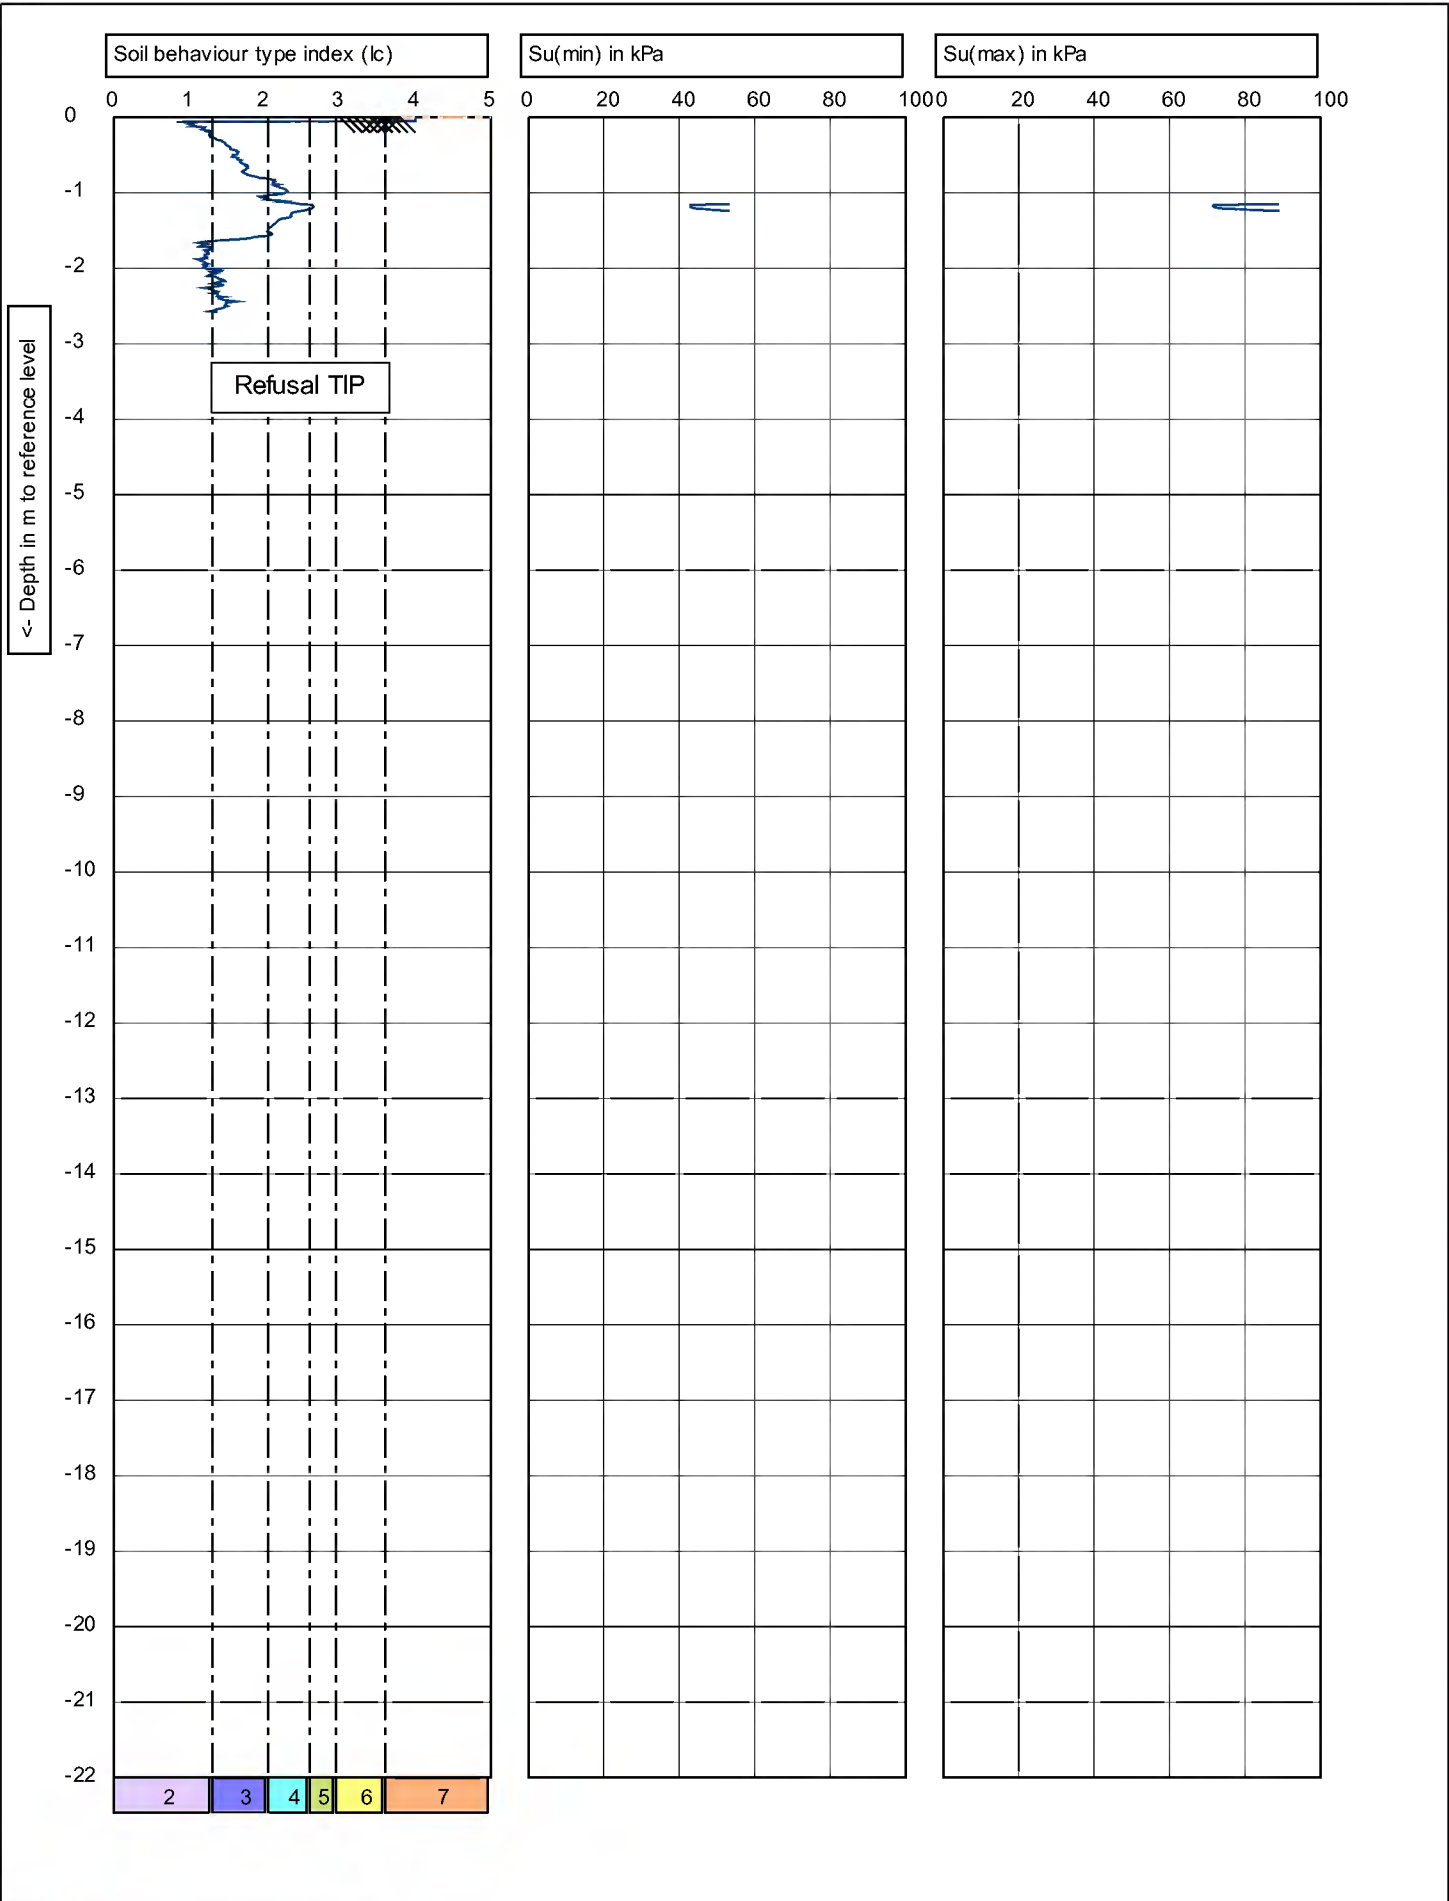 Soil behaviour type index (Ic)
Su(min) in kPa
Su(max) in kPa
0 1 2 3 4 5
0 20 40 60 80 100
0 20 40 60 80 100
0
-1
-2
-3
-4
-5
-6
-7
-8
-9
-10
-11
-12
-13
-14
-15
-16
-17
-18
-19
-20
-21
-22
<- Depth in m to reference level
Refusal TIP
2 3 4 5 6 7